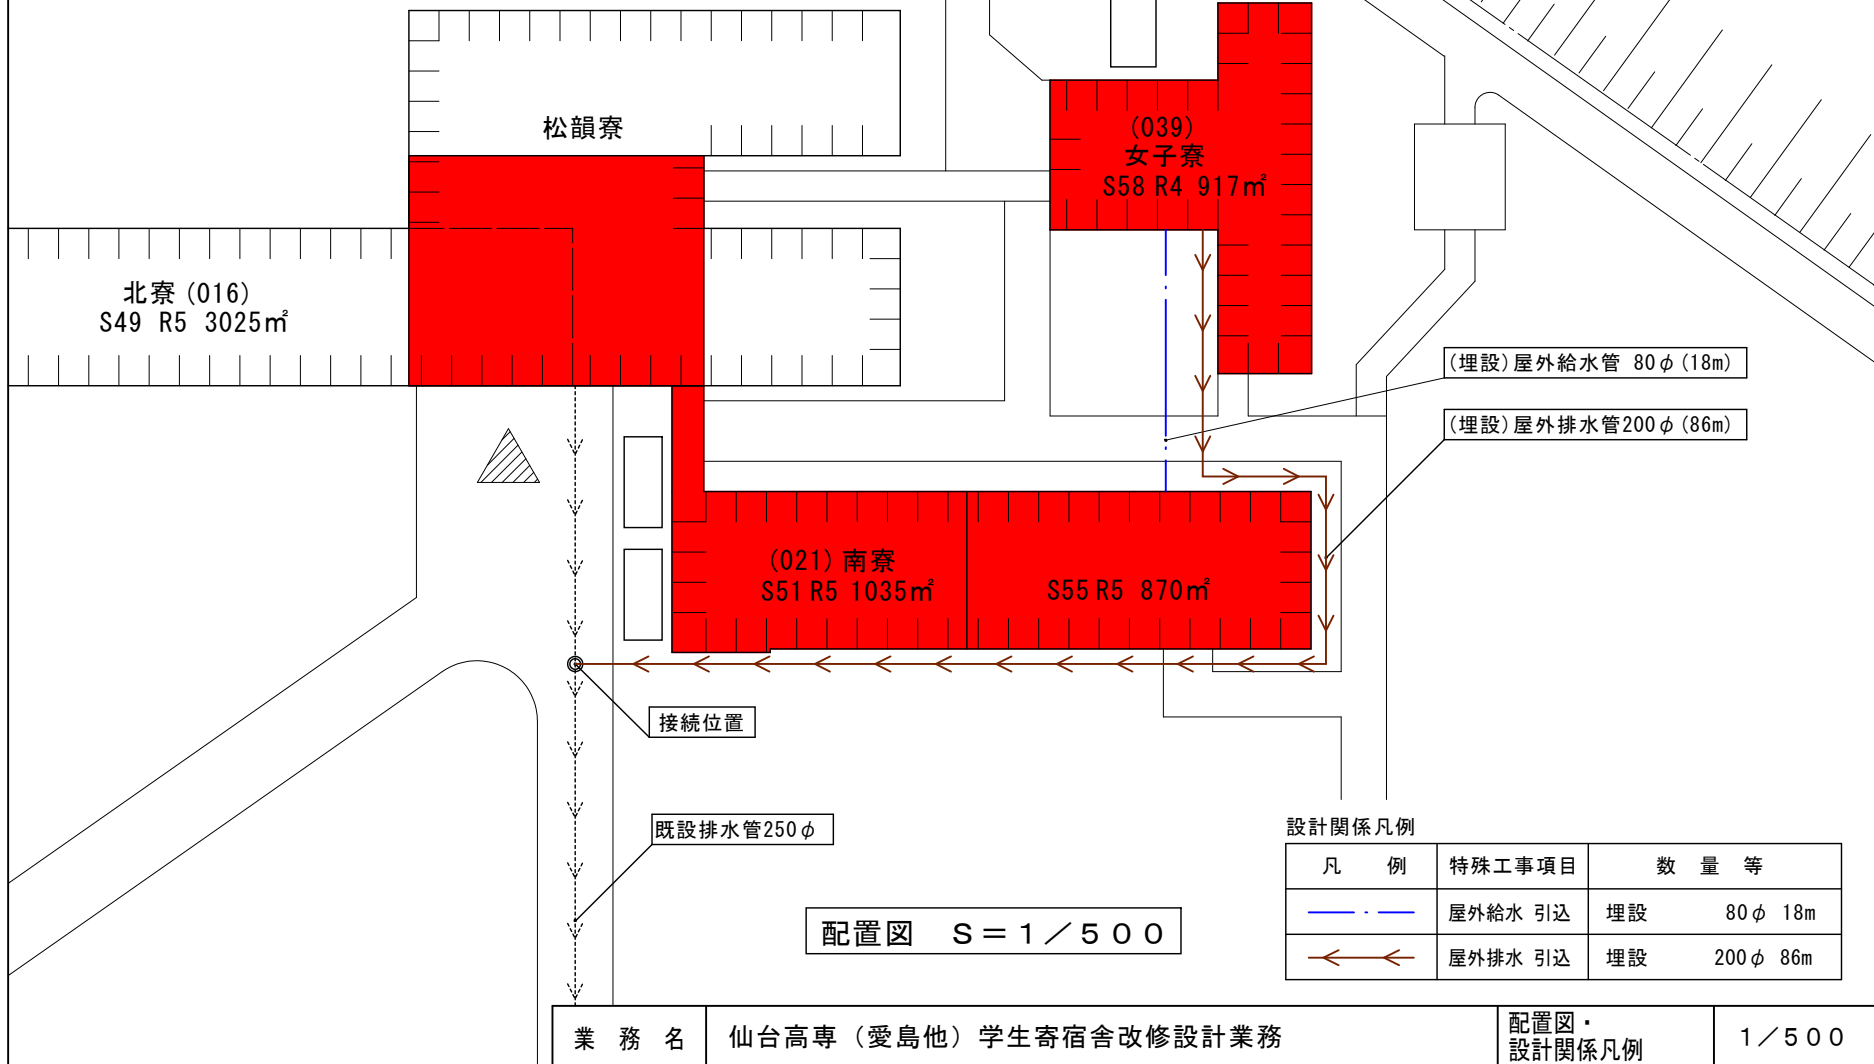 松韻寮
(039)
女子寮
S58 R4 917㎡
北寮(016)
S49 R5 3025㎡
(埋設)屋外給水管 80φ(18m)
(埋設)屋外排水管200φ(86m)
(021)南寮
S51 R5 1035㎡
S55 R5 870㎡
接続位置
既設排水管250φ
配置図 S=1/500
設計関係凡例
凡 例 特殊工事項目 数 量 等
屋外給水 引込 埋設 80φ 18m
屋外排水 引込 埋設 200φ 86m
業 務 名 仙台高専(愛島他)学生寄宿舎改修設計業務
配置図・
設計関係凡例
1/500